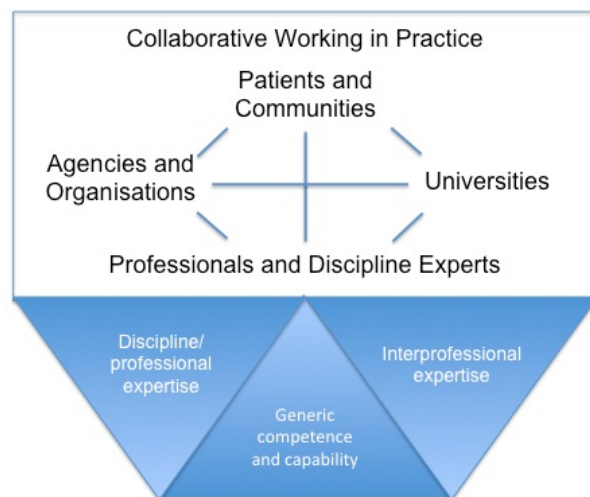 Collaborative Working in Practice
Patients and
Communities
Agencies and
Organisations
Universities
Professionals and Discipline Experts
Discipline/
professional
expertise
Interprofessional
expertise
Generic
competence
and capability